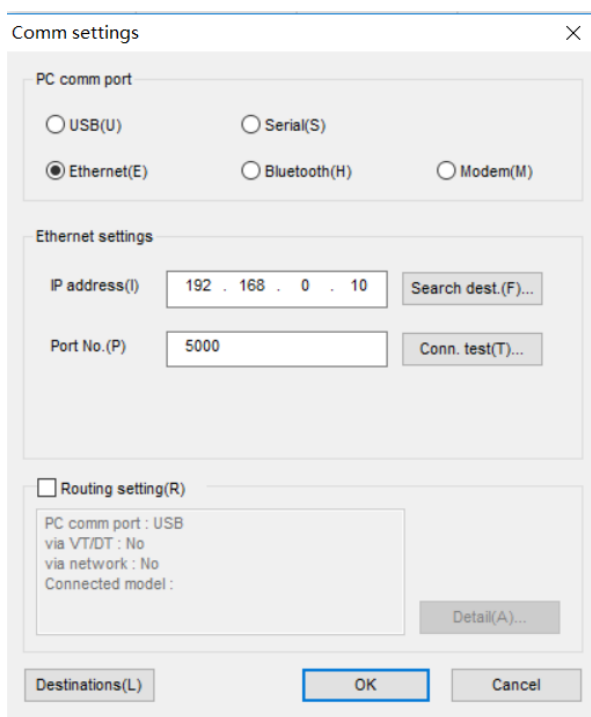 Comm settings
PC comm port
USB(U) Serial(S)
Ethernet(E) Bluetooth(H) Modem(M)
Ethernet settings
IP address(I) 192 . 168 . 0 . 10 Search dest.(F)...
Port No.(P) 5000 Conn. test(T)...
Routing setting(R)
PC comm port : USB
via VT/DT : No
via network : No
Connected model :
Detail(A)...
Destinations(L) OK Cancel